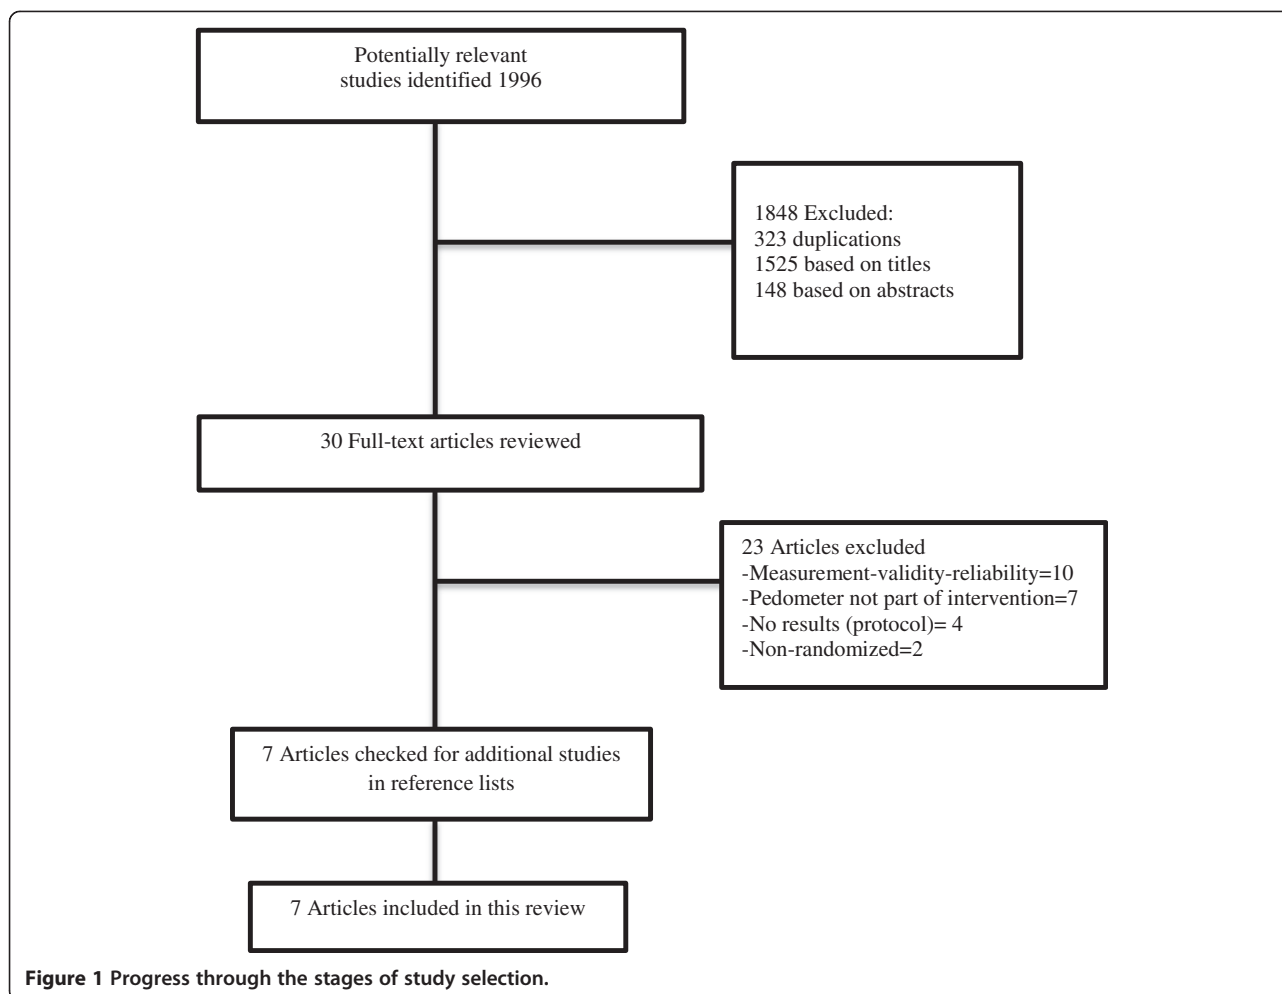 Potentially relevant
studies identified 1996
1848 Excluded:
323 duplications
1525 based on titles
148 based on abstracts
30 Full-text articles reviewed
23 Articles excluded
-Measurement-validity-reliability=10
-Pedometer not part of intervention=7
-No results (protocol)= 4
-Non-randomized=2
7 Articles checked for additional studies
in reference lists
7 Articles included in this review
Figure 1 Progress through the stages of study selection.